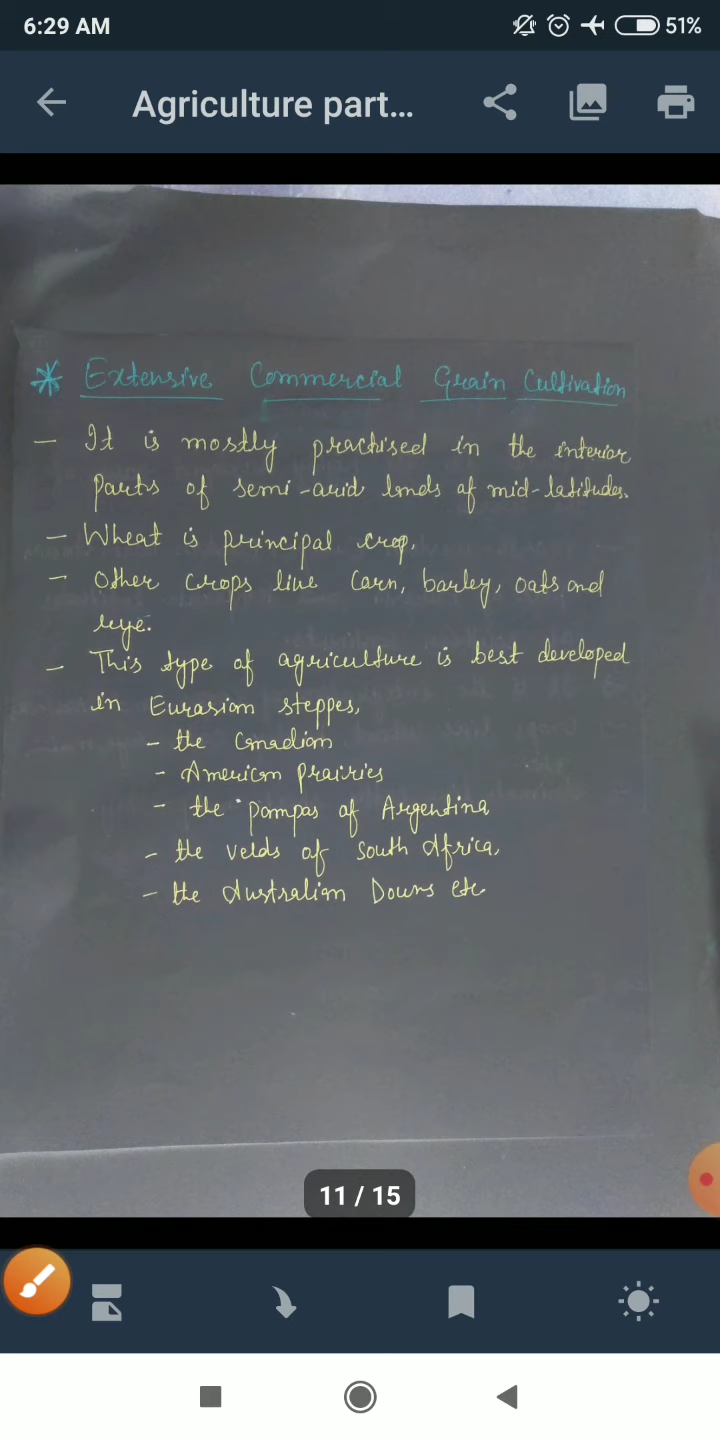 6:29 AM
51%
Agriculture part...
* Extensive Commercial Grain Cultivation
- It is mostly practised in the interior
parts of semi-arid lands of mid-latitudes.
- Wheat is principal crop.
- Other crops like Corn, barley, oats and
rye.
- This type of agriculture is best developed
in Eurasian steppes,
- the Canadian
- American prairies
- the Pampas of Argentina
- the velds of South Africa,
- the Australian Downs etc
11 / 15